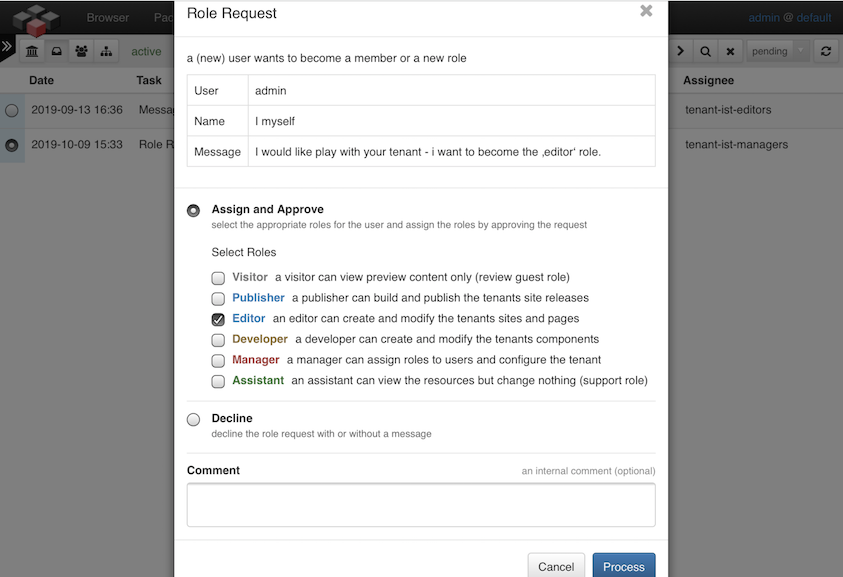 Role Request
Browser Pac
admin @ default
active
pending
Date Task Assignee
2019-09-13 16:36 Messa tenant-ist-editors
2019-10-09 15:33 Role R tenant-ist-managers
a (new) user wants to become a member or a new role
User admin
Name I myself
Message I would like play with your tenant - i want to become the ‚editor‘ role.
Assign and Approve
select the appropriate roles for the user and assign the roles by approving the request
Select Roles
Visitor a visitor can view preview content only (review guest role)
Publisher a publisher can build and publish the tenants site releases
Editor an editor can create and modify the tenants sites and pages
Developer a developer can create and modify the tenants components
Manager a manager can assign roles to users and configure the tenant
Assistant an assistant can view the resources but change nothing (support role)
Decline
decline the role request with or without a message
Comment an internal comment (optional)
Cancel Process